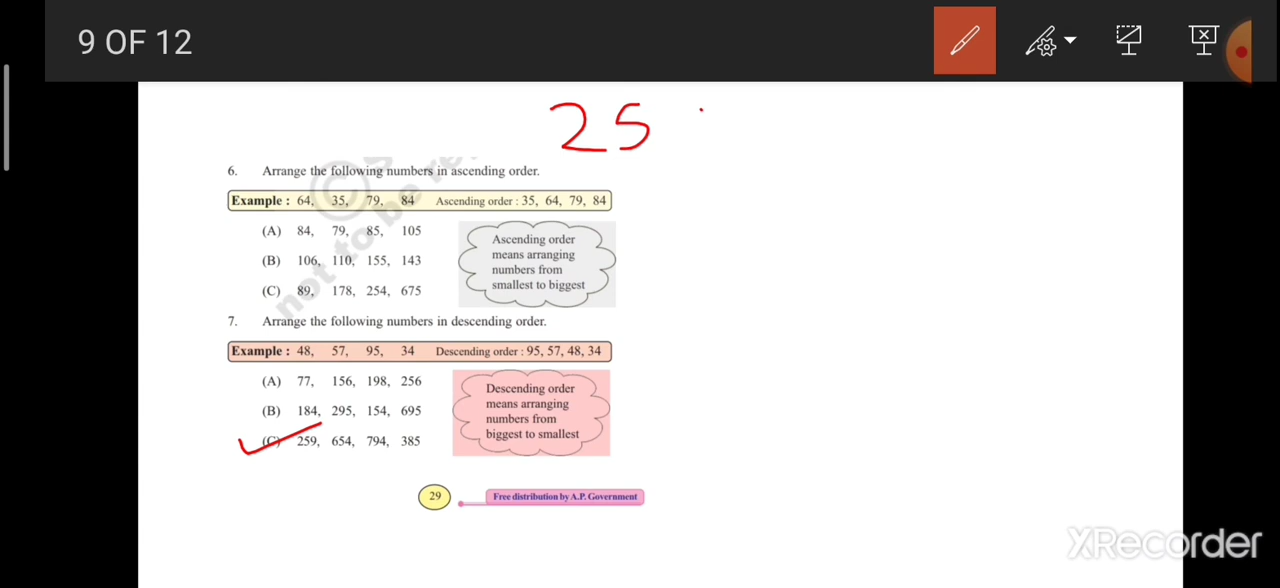 9 OF 12
25
6. Arrange the following numbers in ascending order.
Example : 64, 35, 79, 84 Ascending order : 35, 64, 79, 84
(A) 84, 79, 85, 105
(B) 106, 110, 155, 143
(C) 89, 178, 254, 675
Ascending order
means arranging
numbers from
smallest to biggest
7. Arrange the following numbers in descending order.
Example : 48, 57, 95, 34 Descending order : 95, 57, 48, 34
(A) 77, 156, 198, 256
(B) 184, 295, 154, 695
(C) 259, 654, 794, 385
Descending order
means arranging
numbers from
biggest to smallest
29
Free distribution by A.P. Government
not to be re
XRecorder